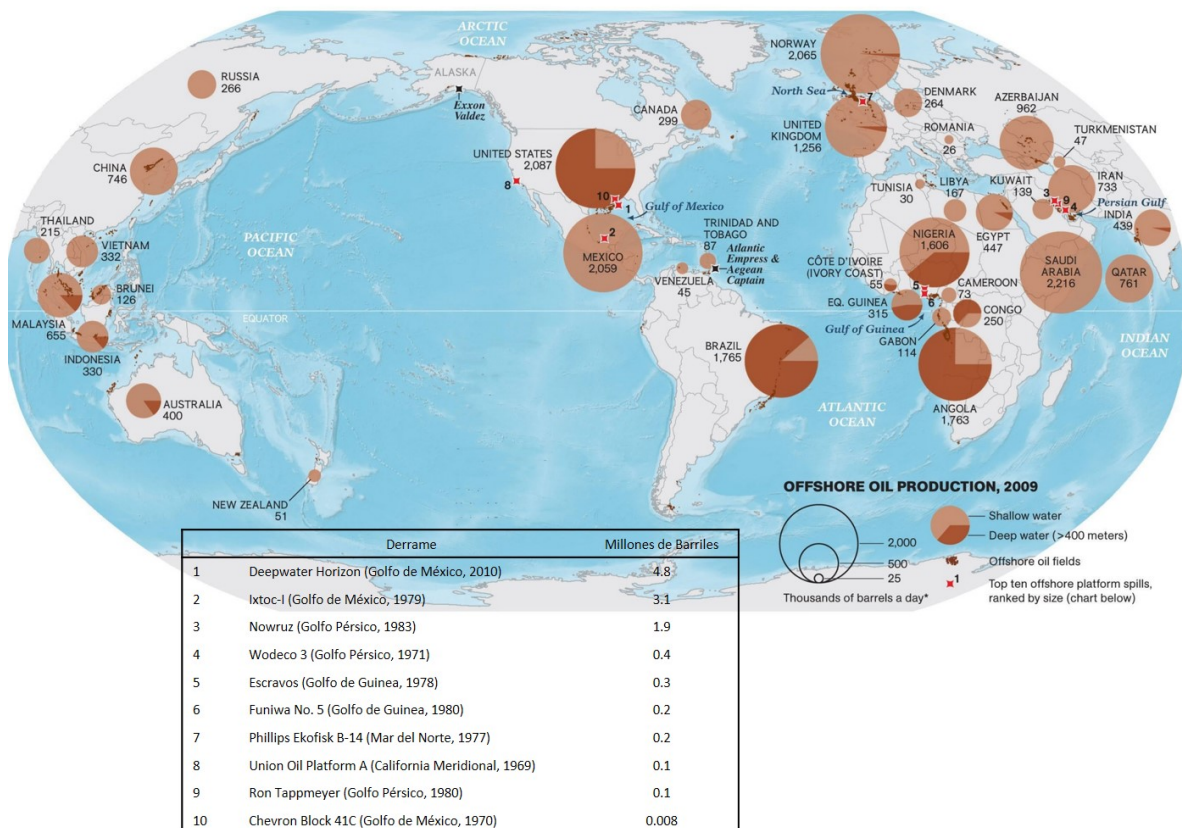 ARCTIC
OCEAN
RUSSIA
266
ALASKA
Exxon
Valdez
CANADA
299
NORWAY
2,065
North Sea
7
DENMARK
264
AZERBAIJAN
962
UNITED
KINGDOM
1,256
ROMANIA
26
TURKMENISTAN
47
CHINA
746
UNITED STATES
2,087
8
10
1
Gulf of Mexico
TUNISIA
30
LIBYA
167
KUWAIT
139
IRAN
733
3
9
4
Persian Gulf
INDIA
439
THAILAND
215
VIETNAM
332
PACIFIC
OCEAN
2
MEXICO
2,059
TRINIDAD AND
TOBAGO
87
Atlantic
Empress &
Aegean
Captain
VENEZUELA
45
NIGERIA
1,606
EGYPT
447
SAUDI
ARABIA
2,216
QATAR
761
CÔTE D'IVOIRE
(IVORY COAST)
55
5
6
CAMEROON
73
BRUNEI
126
MALAYSIA
655
INDONESIA
330
EQUATOR
EQ. GUINEA
315
Gulf of Guinea
CONGO
250
GABON
114
INDIAN
OCEAN
BRAZIL
1,765
ATLANTIC
OCEAN
ANGOLA
1,763
AUSTRALIA
400
NEW ZEALAND
51
OFFSHORE OIL PRODUCTION, 2009
2,000
500
25
Thousands of barrels a day*
Shallow water
Deep water (>400 meters)
Offshore oil fields
1
Top ten offshore platform spills,
ranked by size (chart below)
Derrame Millones de Barriles
1 Deepwater Horizon (Golfo de México, 2010) 4.8
2 Ixtoc-I (Golfo de México, 1979) 3.1
3 Nowruz (Golfo Pérsico, 1983) 1.9
4 Wodeco 3 (Golfo Pérsico, 1971) 0.4
5 Escravos (Golfo de Guinea, 1978) 0.3
6 Funiwa No. 5 (Golfo de Guinea, 1980) 0.2
7 Phillips Ekofisk B-14 (Mar del Norte, 1977) 0.2
8 Union Oil Platform A (California Meridional, 1969) 0.1
9 Ron Tappmeyer (Golfo Pérsico, 1980) 0.1
10 Chevron Block 41C (Golfo de México, 1970) 0.008